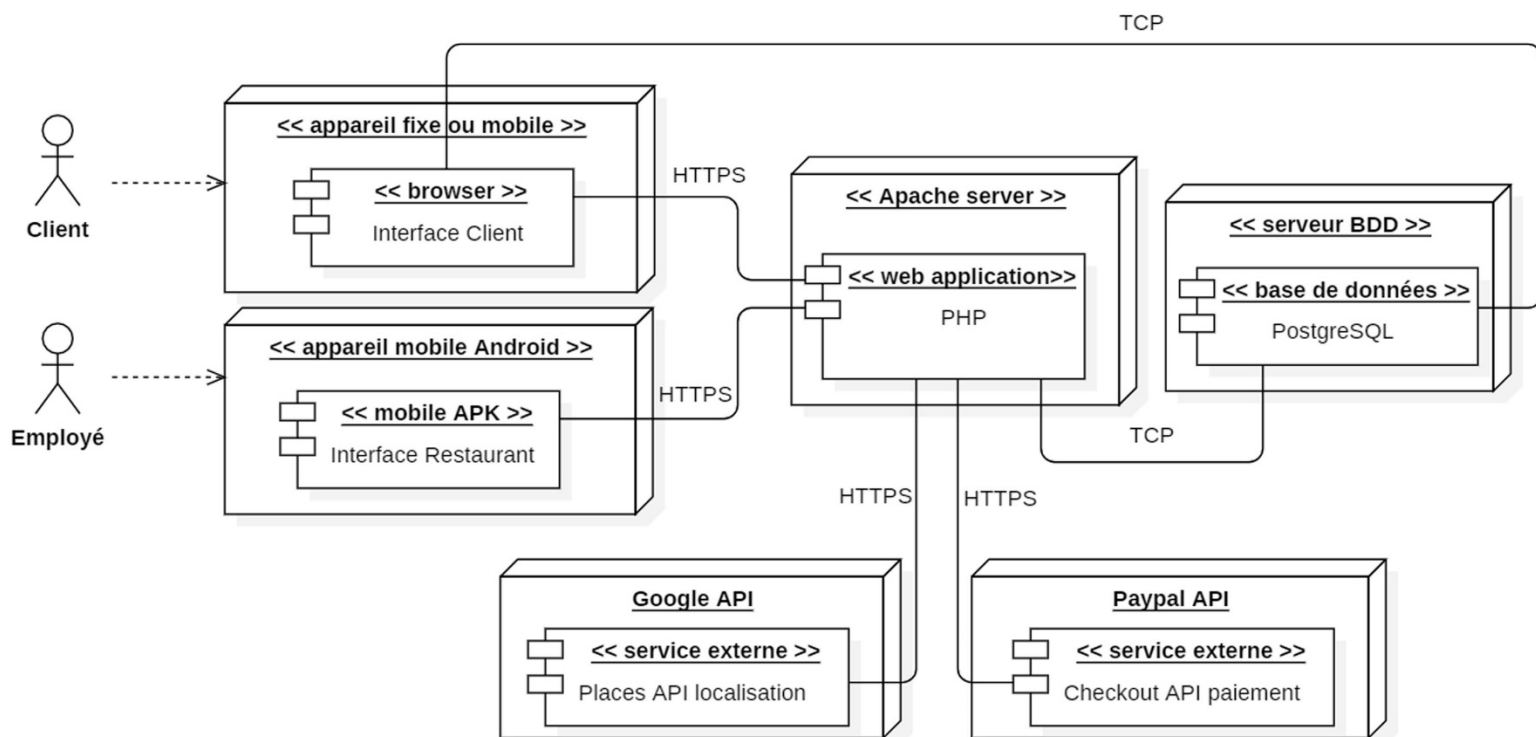 TCP
<< appareil fixe ou mobile >>
<< browser >>
Interface Client
Client
HTTPS
<< Apache server >>
<< web application>>
PHP
<< serveur BDD >>
<< base de données >>
PostgreSQL
<< appareil mobile Android >>
<< mobile APK >>
Interface Restaurant
Employé
HTTPS
TCP
HTTPS
HTTPS
Google API
<< service externe >>
Places API localisation
Paypal API
<< service externe >>
Checkout API paiement